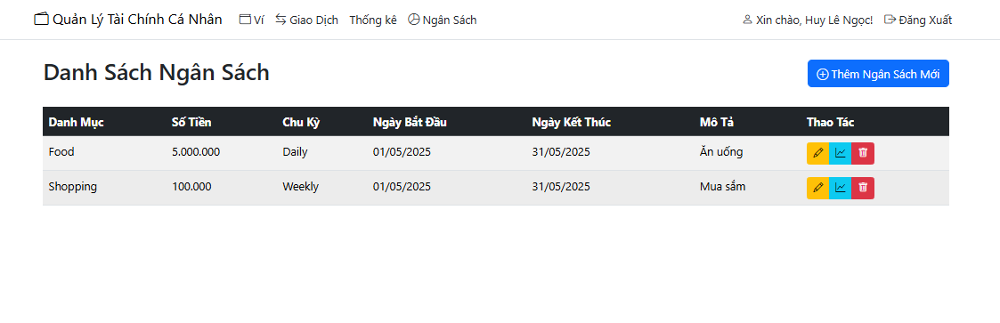 Quản Lý Tài Chính Cá Nhân Ví Giao Dịch Thống kê Ngân Sách Xin chào, Huy Lê Ngọc! Đăng Xuất
Danh Sách Ngân Sách Thêm Ngân Sách Mới
Danh Mục Số Tiền Chu Kỳ Ngày Bắt Đầu Ngày Kết Thúc Mô Tả Thao Tác
Food 5.000.000 Daily 01/05/2025 31/05/2025 Ăn uống
Shopping 100.000 Weekly 01/05/2025 31/05/2025 Mua sắm